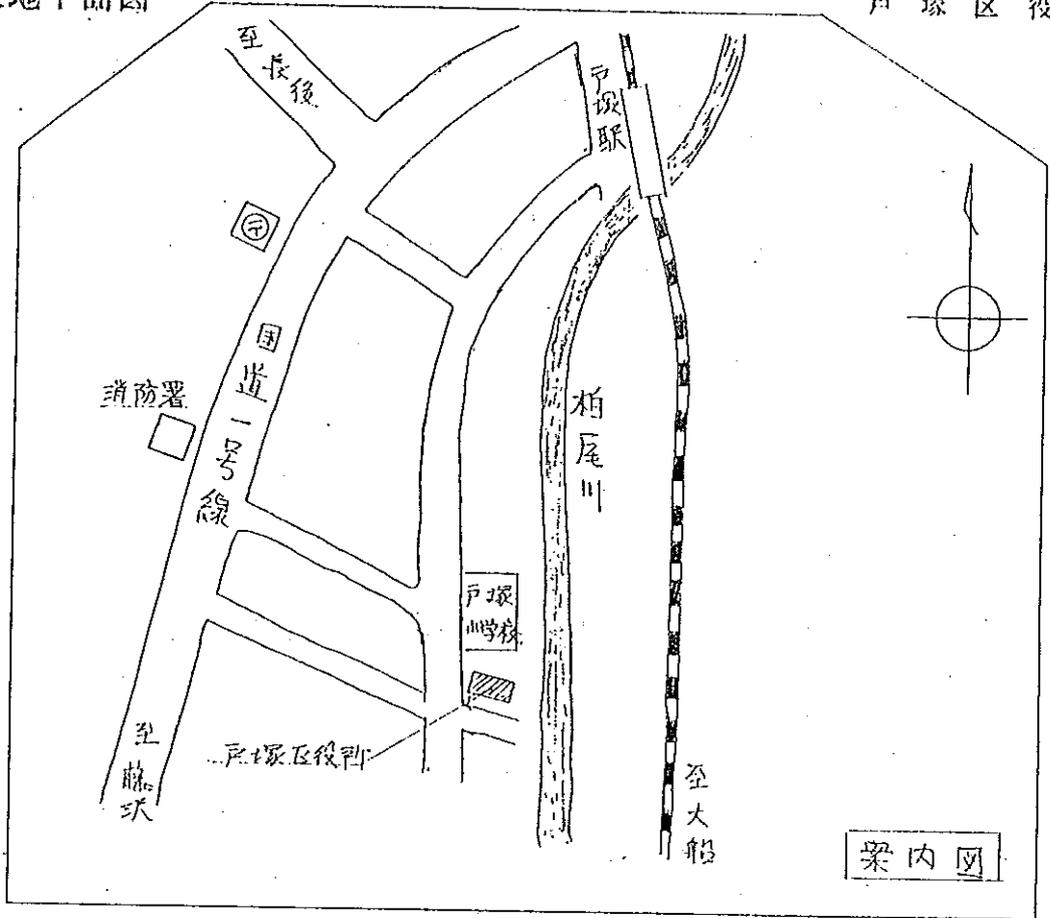 地平面図
戸塚区役
至長後
戸塚駅
〒
国道一号線
消防署
柏尾川
戸塚
小学校
戸塚区役所
至藤沢
至大船
案内図